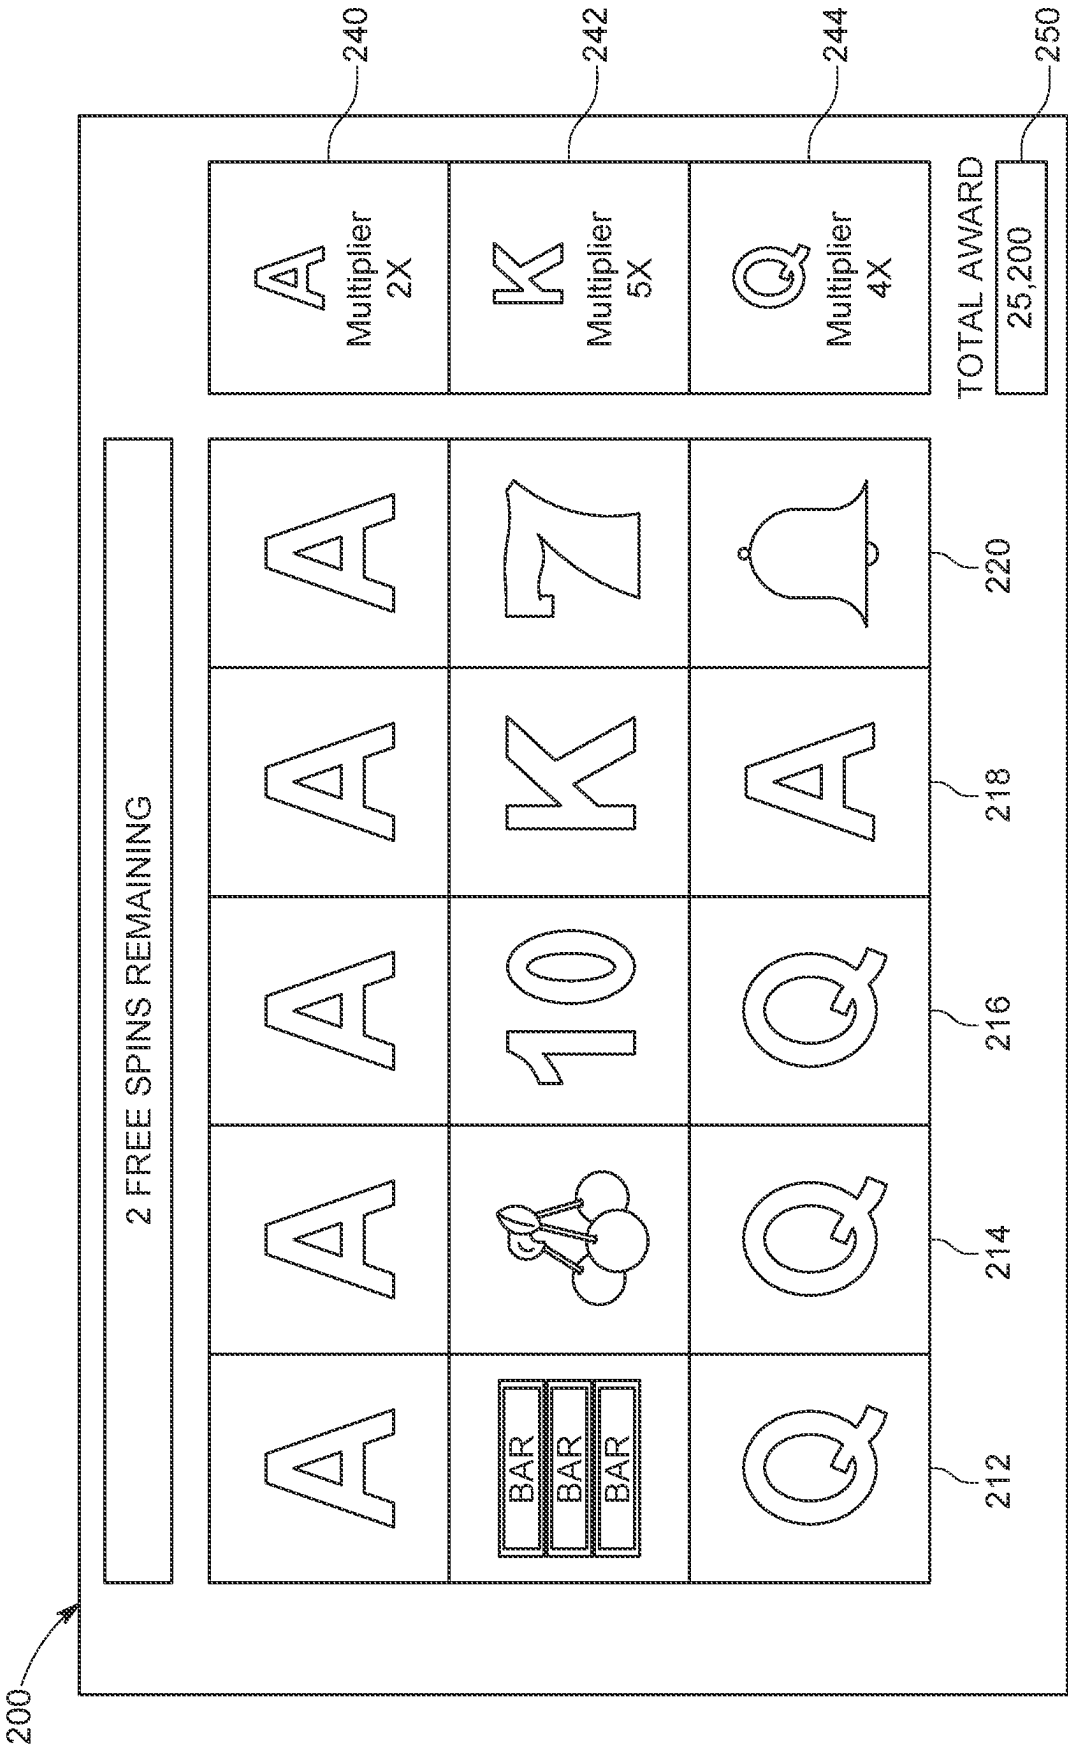 200
2 FREE SPINS REMAINING
A A A A A
A
Multiplier
2X
240
BAR
BAR
BAR
10 K 7
K
Multiplier
5X
242
Q Q Q A
Q
Multiplier
4X
244
212 214 216 218 220
TOTAL AWARD
25,200
250